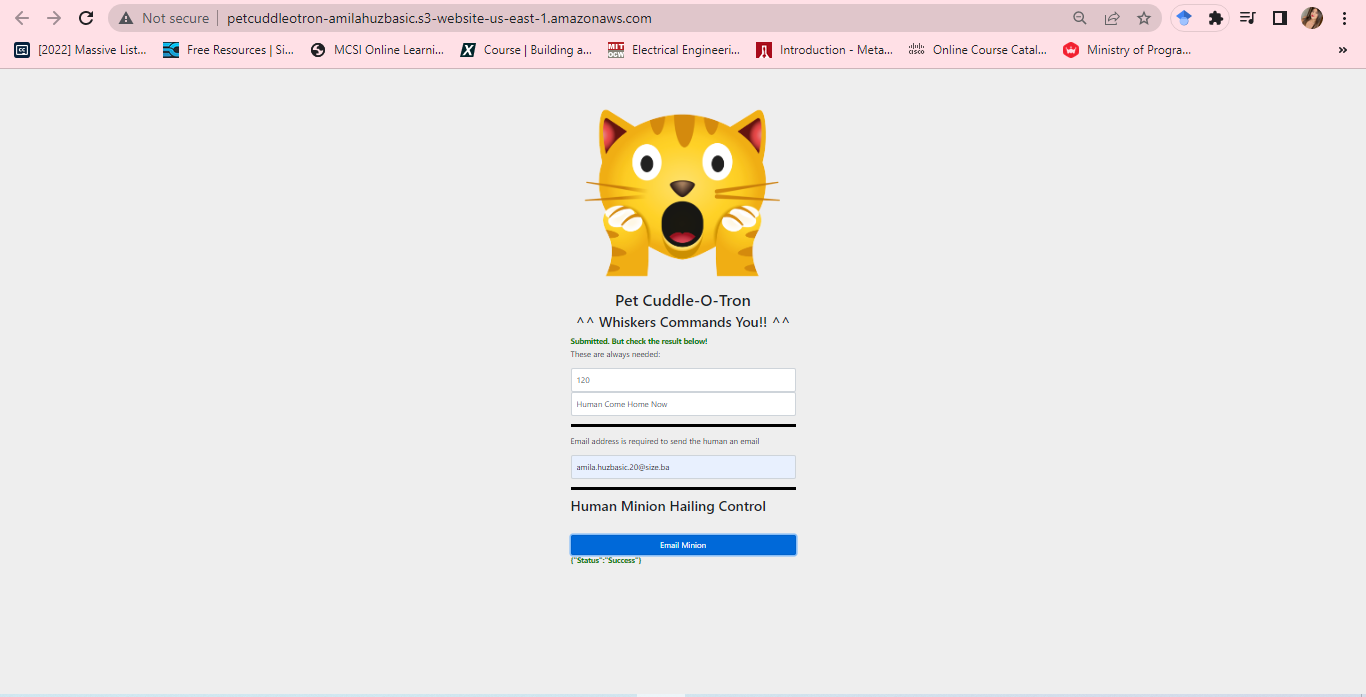 Not secure
petcuddleotron-amilahuzbasic.s3-website-us-east-1.amazonaws.com
[2022] Massive List...
Free Resources | Si...
MCSI Online Learni...
Course | Building a...
MIT OCW
Electrical Engineeri...
Introduction - Meta...
cisco
Online Course Catal...
Ministry of Progra...
»
Pet Cuddle-O-Tron
^^ Whiskers Commands You!! ^^
Submitted. But check the result below!
These are always needed:
120
Human Come Home Now
Email address is required to send the human an email
amila.huzbasic.20@size.ba
Human Minion Hailing Control
Email Minion
{"Status":"Success"}